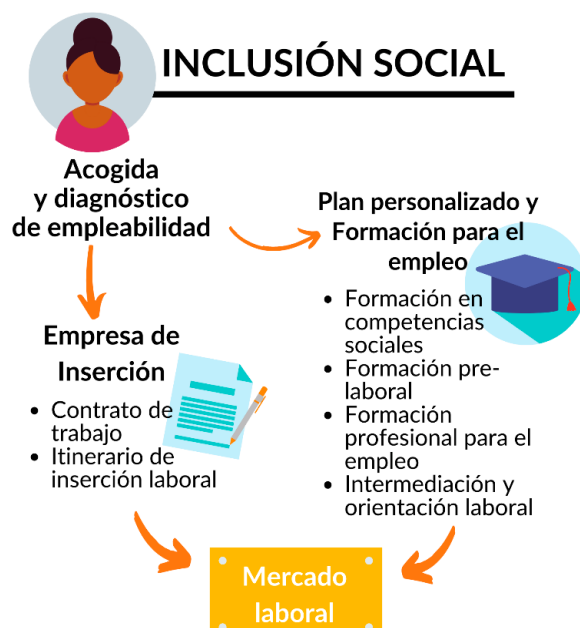 INCLUSIÓN SOCIAL
Acogida
y diagnóstico
de empleabilidad
Plan personalizado y
Formación para el
empleo
• Formación en
competencias
sociales
• Formación pre-
laboral
• Formación
profesional para el
empleo
• Intermediación y
orientación laboral
Empresa de
Inserción
• Contrato de
trabajo
• Itinerario de
inserción laboral
Mercado
laboral